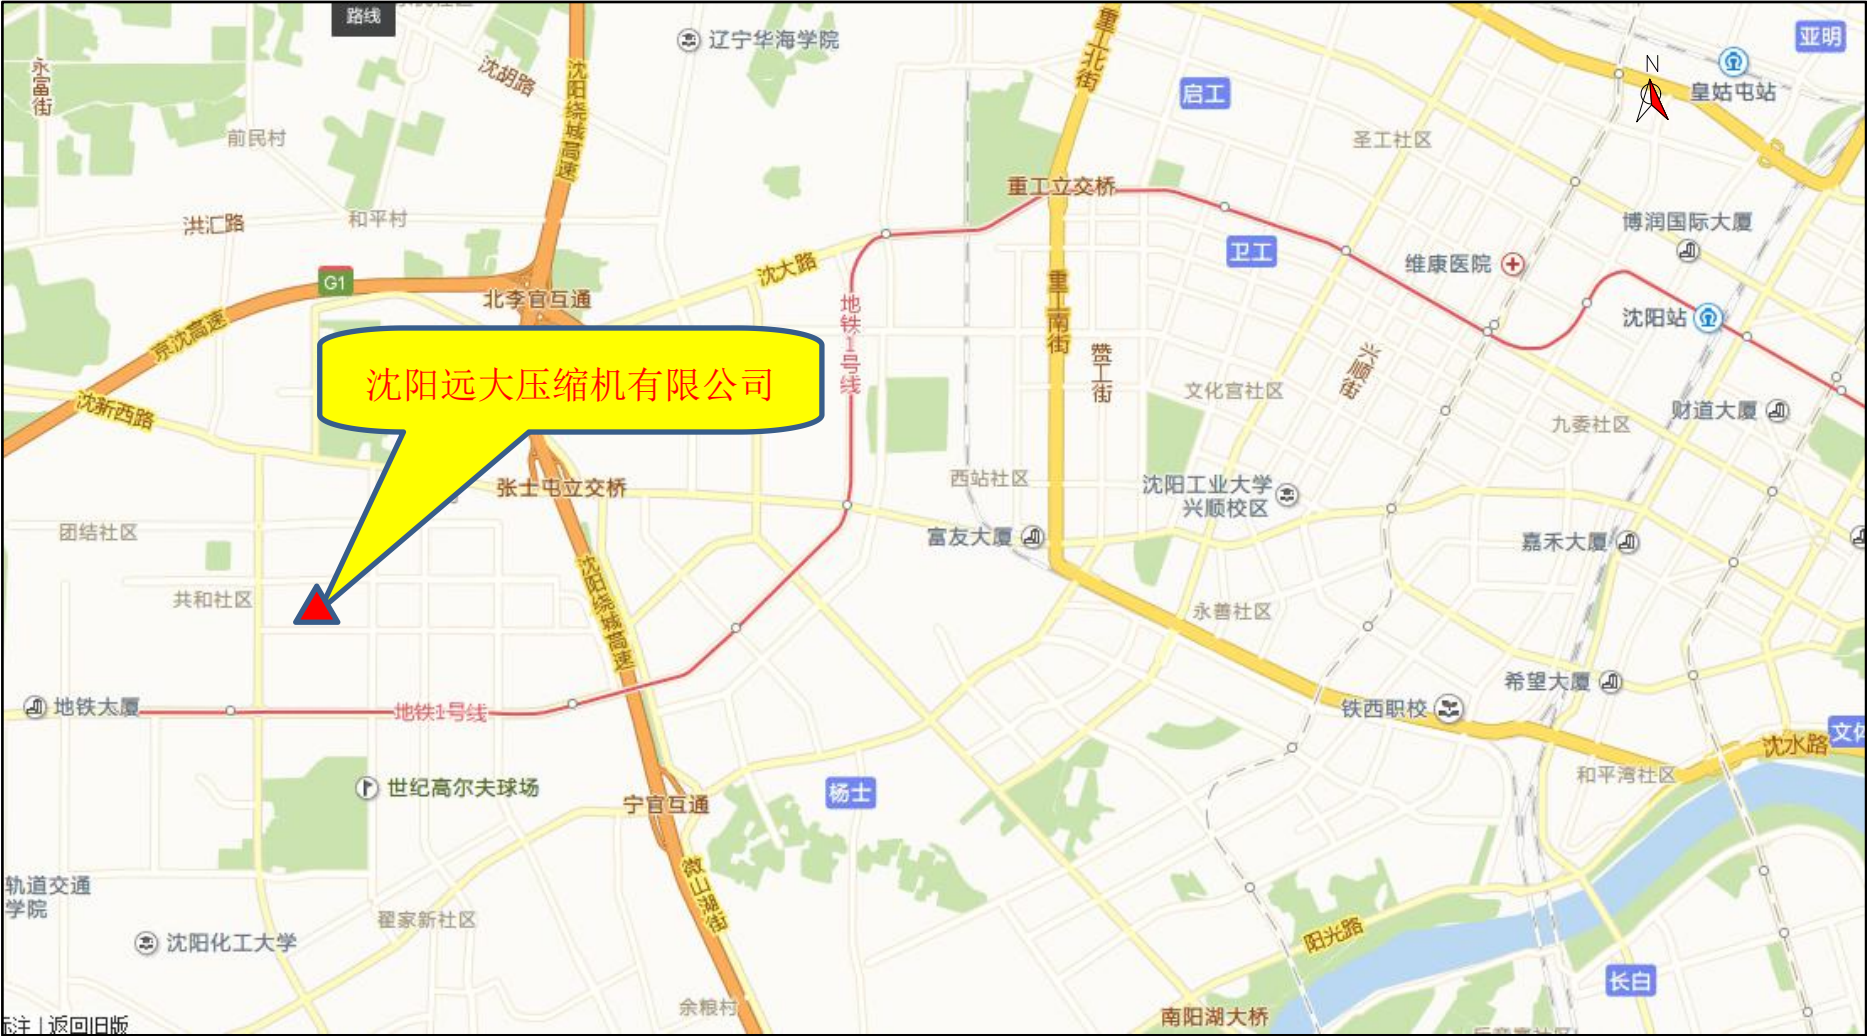 路线
辽宁华海学院
重工北街
亚明
永富街
沈胡路
沈阳绕城高速
N
启工
皇姑屯站
前民村
圣工社区
重工立交桥
洪汇路
和平村
博润国际大厦
卫工
维康医院
沈大路
G1
北李官互通
地铁1号线
重工南街
沈阳站
京沈高速
赞工街
兴顺街
沈阳远大压缩机有限公司
文化宫社区
沈新西路
财道大厦
九委社区
张士屯立交桥
西站社区
沈阳工业大学
兴顺校区
团结社区
富友大厦
嘉禾大厦
沈阳绕城高速
共和社区
永善社区
希望大厦
地铁大厦
地铁1号线
铁西职校
沈水路
和平湾社区
世纪高尔夫球场
杨士
宁官互通
微山湖街
轨道交通
学院
翟家新社区
沈阳化工大学
阳光路
长白
余粮村
南阳湖大桥
返回旧版